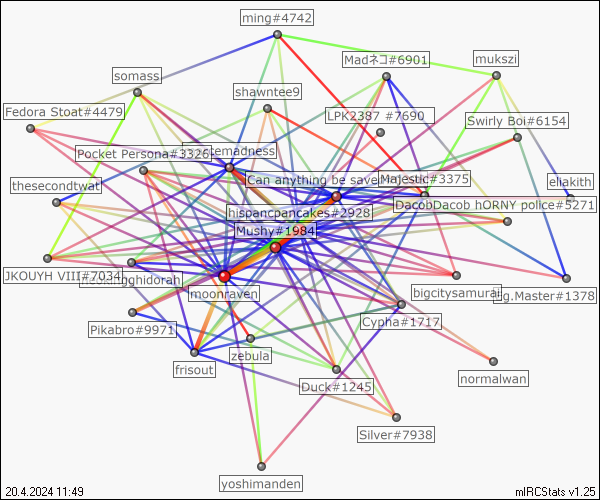 ming#4742
Madネコ#6901
mukszi
somass
shawntee9
Fedora Stoat#4479
LPK2387 #7690
Swirly Boi#6154
Pocket Persona#3326
temadness
thesecondtwat
Can anything be save
Majestic#3375
eliakith
hispancpancakes#2928
DacobDacob hORNY police#5271
Mushy#1984
JKOUYH VIII#7034
gghidorah
moonraven
bigcitysamurai
g.Master#1378
Pikabro#9971
Cypha#1717
zebula
frisout
Duck#1245
normalwan
Silver#7938
yoshimanden
20.4.2024 11:49
mIRCStats v1.25